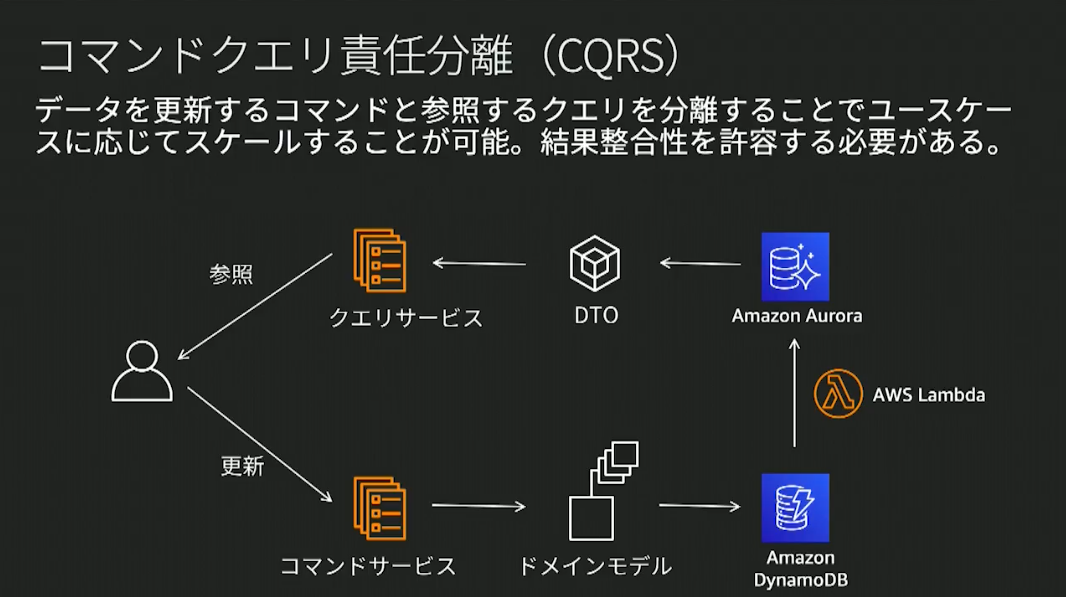 コマンドクエリ責任分離（CQRS）
データを更新するコマンドと参照するクエリを分離することでユースケー
スに応じてスケールすることが可能。結果整合性を許容する必要がある。
参照
クエリサービス
DTO
Amazon Aurora
AWS Lambda
更新
コマンドサービス
ドメインモデル
Amazon
DynamoDB